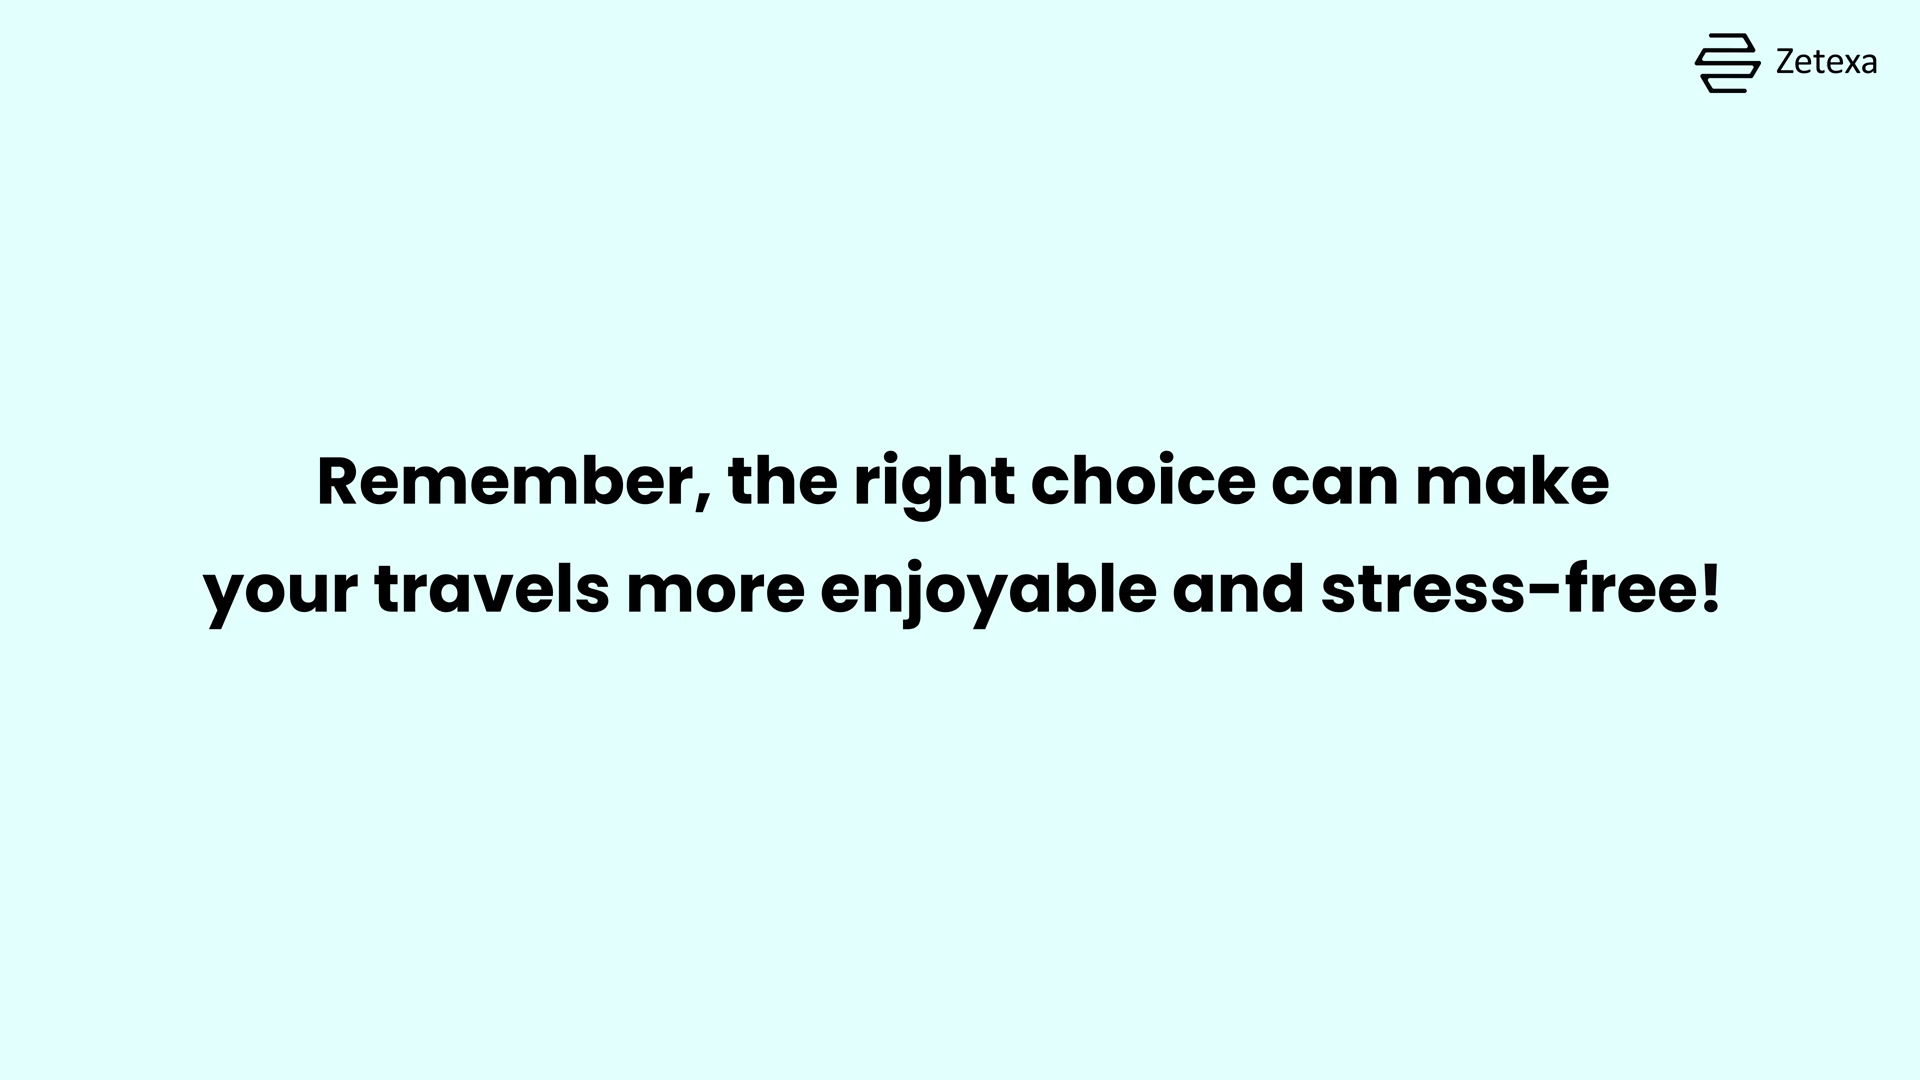 Zetexa
Remember, the right choice can make
your travels more enjoyable and stress-free!